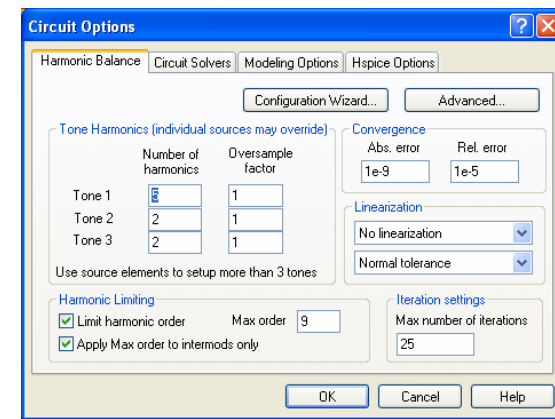 Circuit Options
Harmonic Balance Circuit Solvers Modeling Options Hspice Options
Configuration Wizard... Advanced...
Tone Harmonics (individual sources may override)
Number of harmonics Oversample factor
Tone 1 5 1
Tone 2 2 1
Tone 3 2 1
Use source elements to setup more than 3 tones
Convergence
Abs. error Rel. error
1e-9 1e-5
Linearization
No linearization
Normal tolerance
Harmonic Limiting
Limit harmonic order Max order 9
Apply Max order to intermods only
Iteration settings
Max number of iterations
25
OK Cancel Help